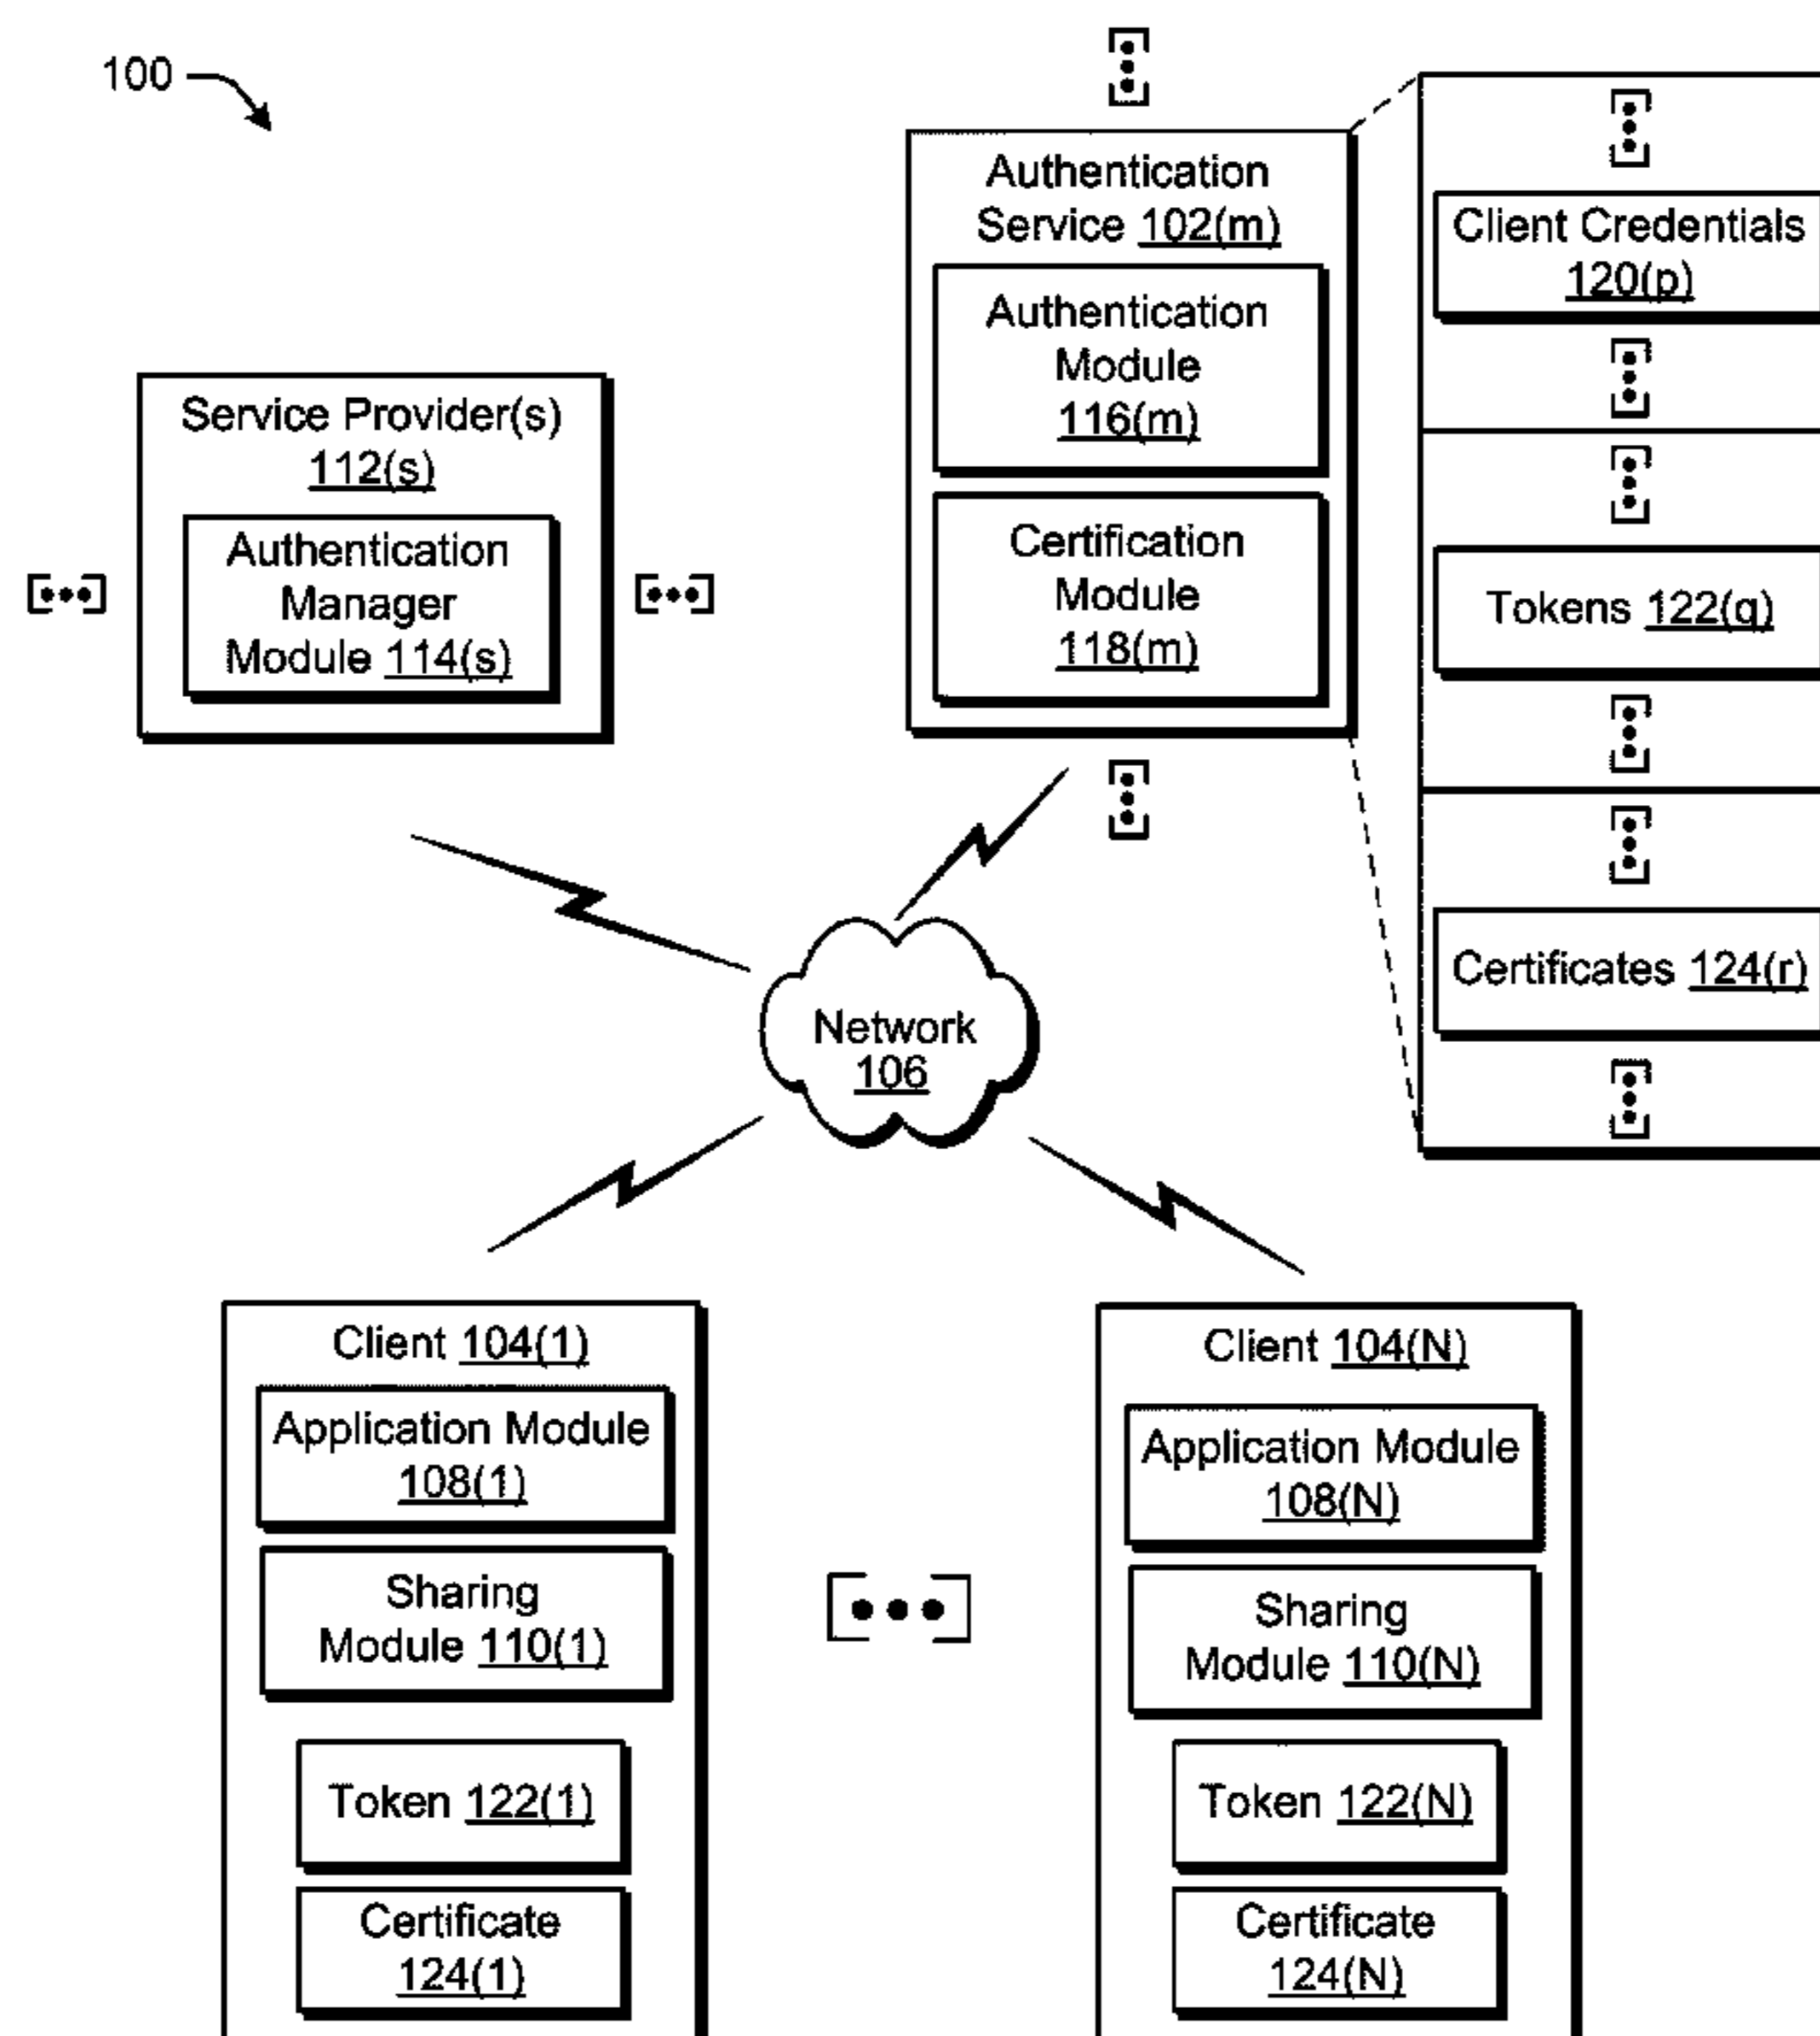 100
Authentication
Service 102(m)
Authentication
Module
116(m)
Certification
Module
118(m)
Client Credentials
120(p)
Tokens 122(q)
Certificates 124(r)
Service Provider(s)
112(s)
Authentication
Manager
Module 114(s)
Network
106
Client 104(1)
Application Module
108(1)
Sharing
Module 110(1)
Token 122(1)
Certificate
124(1)
Client 104(N)
Application Module
108(N)
Sharing
Module 110(N)
Token 122(N)
Certificate
124(N)